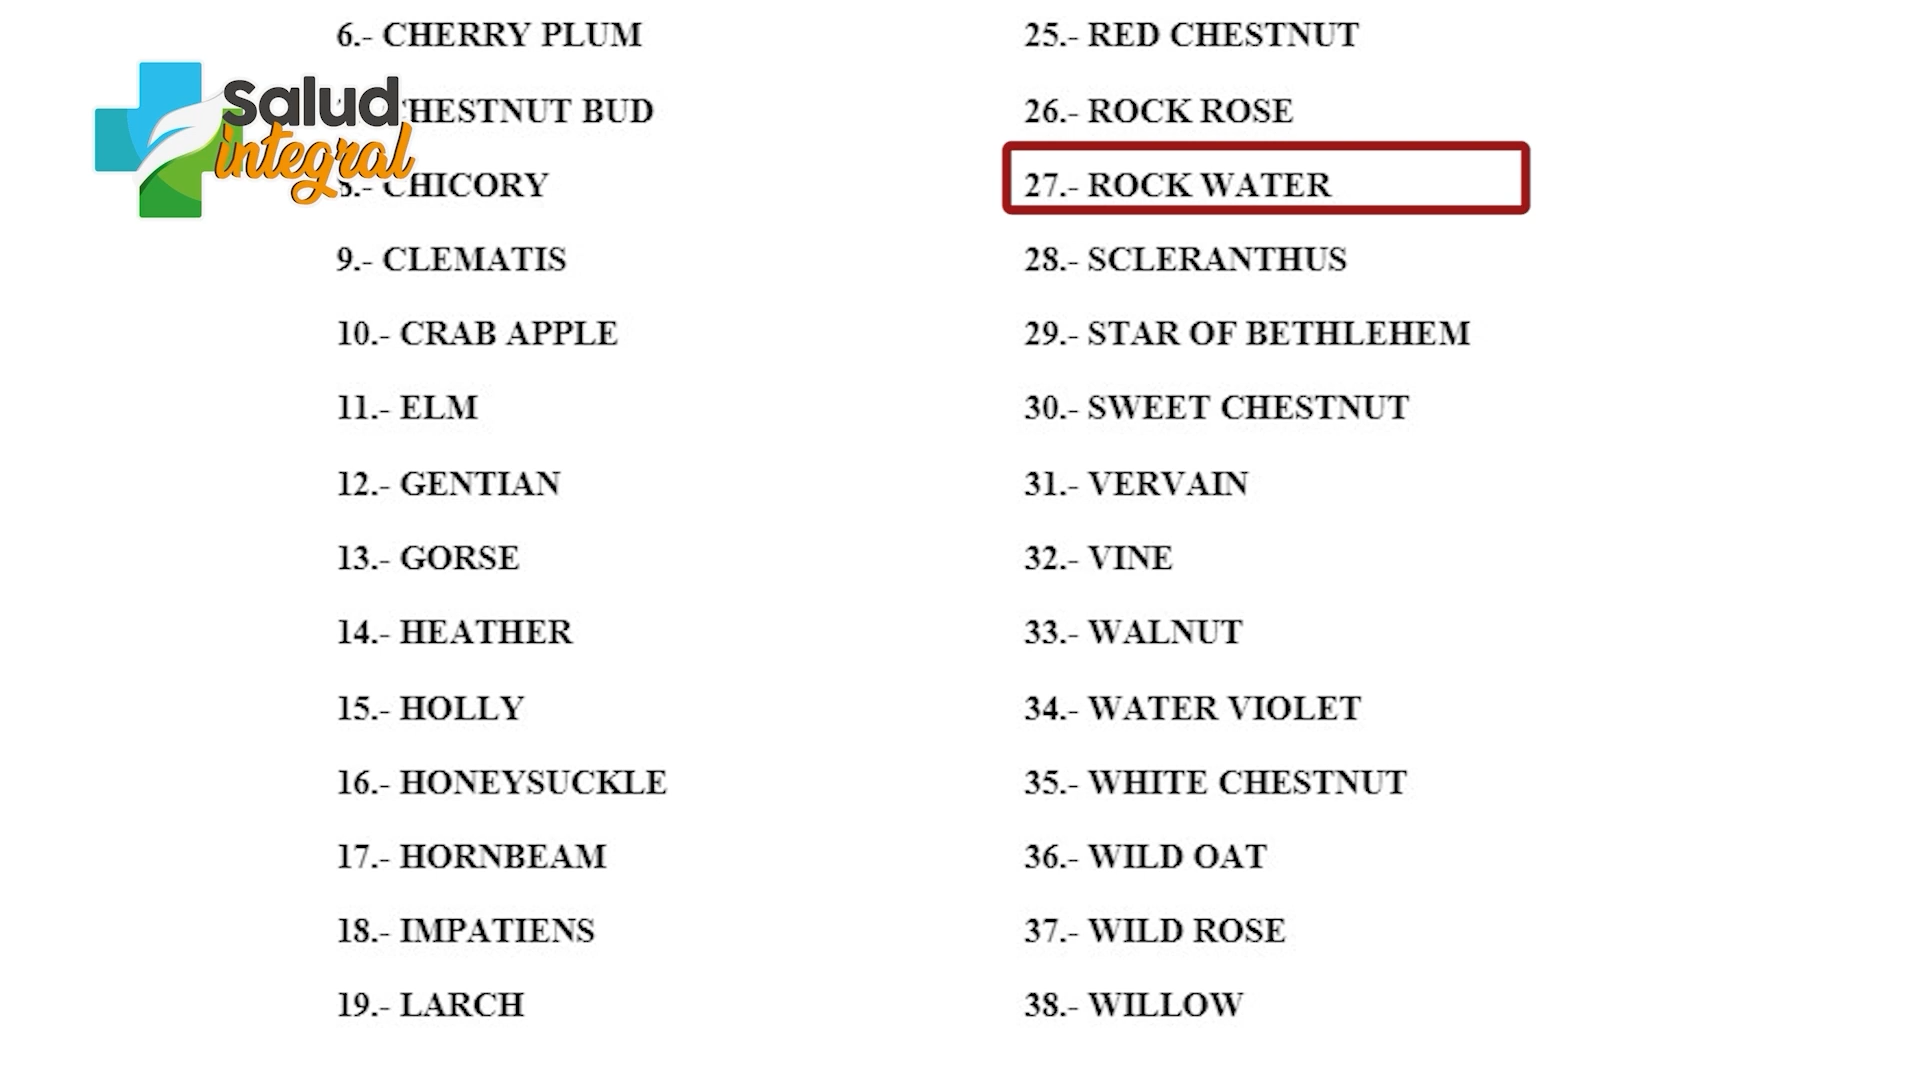 Salud
integral
6.- CHERRY PLUM
CHESTNUT BUD
8.- CHICORY
9.- CLEMATIS
10.- CRAB APPLE
11.- ELM
12.- GENTIAN
13.- GORSE
14.- HEATHER
15.- HOLLY
16.- HONEYSUCKLE
17.- HORNBEAM
18.- IMPATIENS
19.- LARCH
25.- RED CHESTNUT
26.- ROCK ROSE
27.- ROCK WATER
28.- SCLERANTHUS
29.- STAR OF BETHLEHEM
30.- SWEET CHESTNUT
31.- VERVAIN
32.- VINE
33.- WALNUT
34.- WATER VIOLET
35.- WHITE CHESTNUT
36.- WILD OAT
37.- WILD ROSE
38.- WILLOW